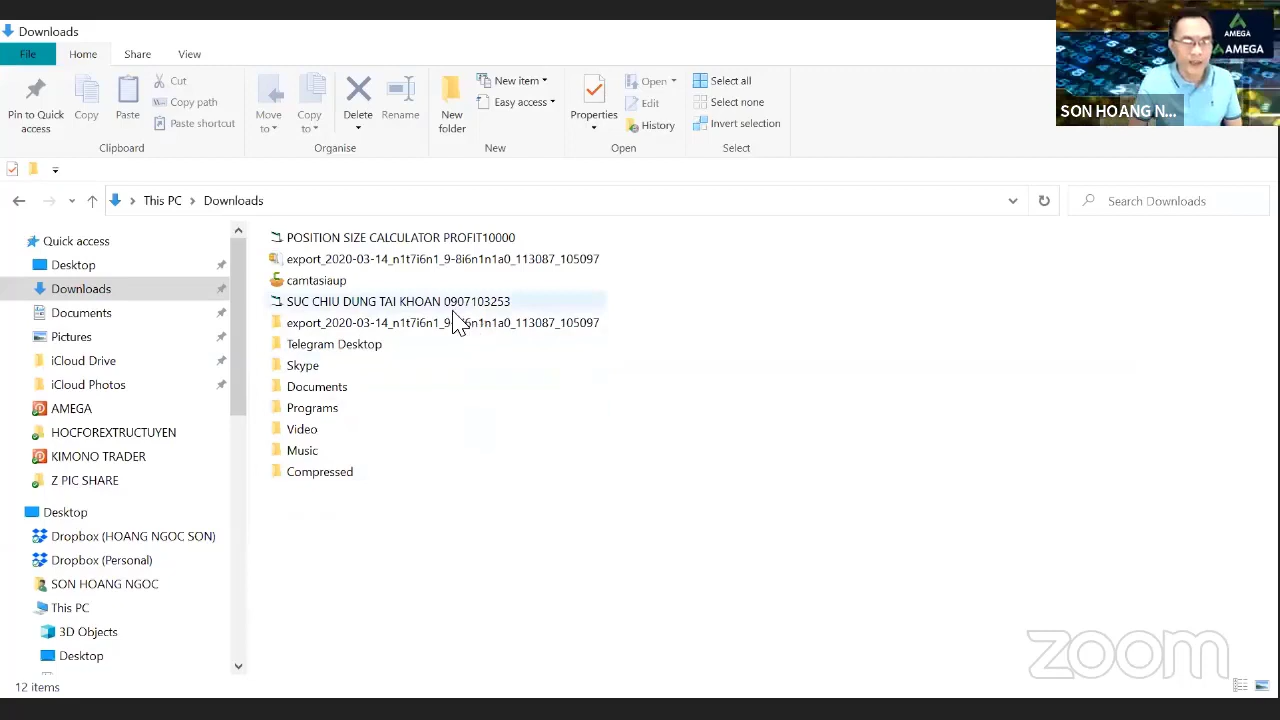 Downloads
File Home Share View
Pin to Quick access
Copy
Paste
Cut
Copy path
Paste shortcut
Clipboard
Move to
Copy to
Delete
Rename
Organise
New folder
New item
Easy access
New
Properties
Open
Edit
History
Open
Select all
Select none
Invert selection
Select
AMEGA
AMEGA
SON HOANG N...
This PC > Downloads
Search Downloads
Quick access
Desktop
Downloads
Documents
Pictures
iCloud Drive
iCloud Photos
AMEGA
HOCFOREXTRUCTUYEN
KIMONO TRADER
Z PIC SHARE
Desktop
Dropbox (HOANG NGOC SON)
Dropbox (Personal)
SON HOANG NGOC
This PC
3D Objects
Desktop
POSITION SIZE CALCULATOR PROFIT10000
export_2020-03-14_n1t7i6n1_9-8i6n1n1a0_113087_105097
camtasiaup
SUC CHIU DUNG TAI KHOAN 0907103253
export_2020-03-14_n1t7i6n1_9-8i6n1n1a0_113087_105097
Telegram Desktop
Skype
Documents
Programs
Video
Music
Compressed
12 items
zoom